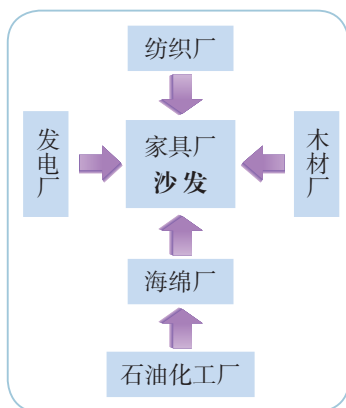 纺织厂
发电厂
家具厂
沙发
木材厂
海绵厂
石油化工厂